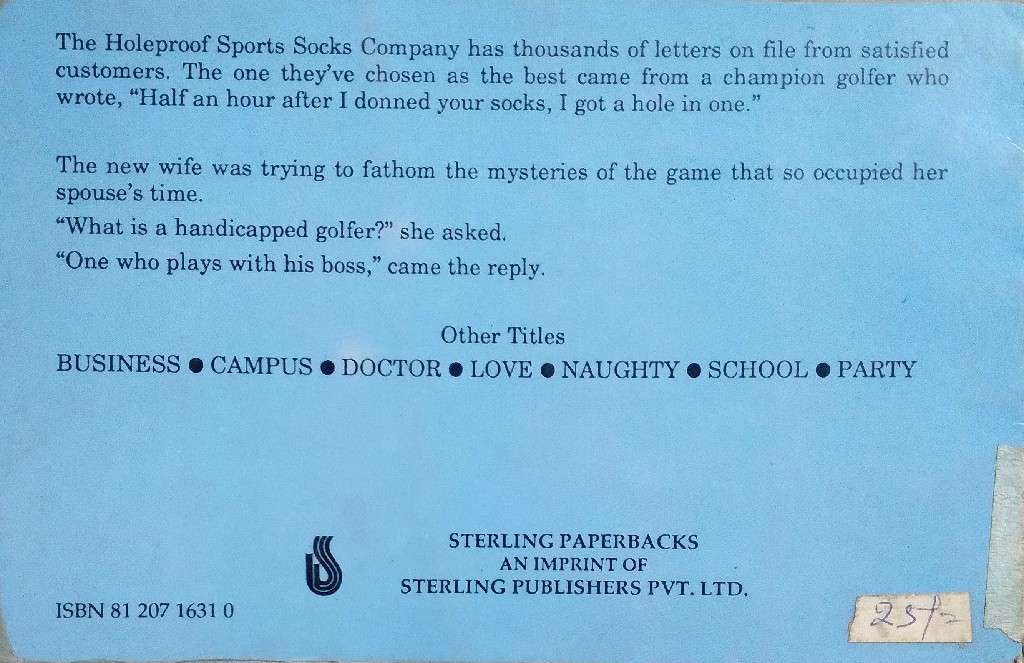 The Holeproof Sports Socks Company has thousands of letters on file from satisfied
customers. The one they've chosen as the best came from a champion golfer who
wrote, “Half an hour after I donned your socks, I got a hole in one.”
The new wife was trying to fathom the mysteries of the game that so occupied her
spouse's time.
“What is a handicapped golfer?” she asked.
“One who plays with his boss,” came the reply.
Other Titles
BUSINESS ● CAMPUS ● DOCTOR ● LOVE ● NAUGHTY ● SCHOOL ● PARTY
STERLING PAPERBACKS
AN IMPRINT OF
STERLING PUBLISHERS PVT. LTD.
ISBN 81 207 1631 0
25/-